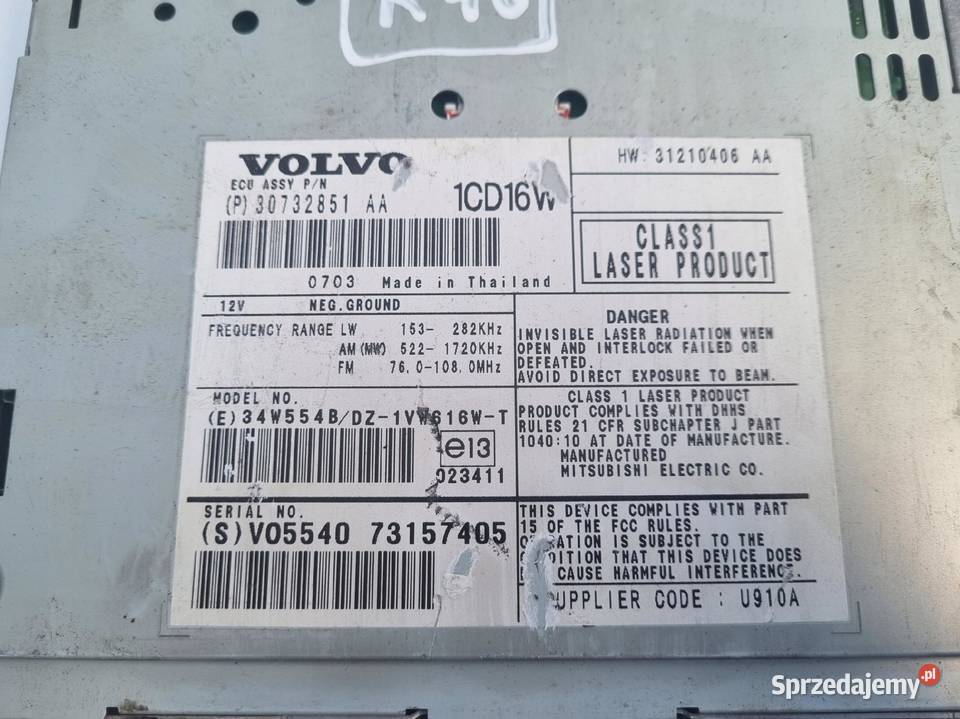 VOLVO
ECU ASSY P/N
(P) 30732851 AA
1CD16W
HW: 31210406 AA
CLASS1
LASER PRODUCT
0703 Made in Thailand
12V NEG.GROUND
FREQUENCY RANGE LW 153- 282KHz
AM (MW) 522- 1720KHz
FM 76.0-108.0MHz
DANGER
INVISIBLE LASER RADIATION WHEN
OPEN AND INTERLOCK FAILED OR
DEFEATED.
AVOID DIRECT EXPOSURE TO BEAM.
MODEL NO.
(E) 34W554B/DZ-1VW616W-T
e13
023411
CLASS 1 LASER PRODUCT
PRODUCT COMPLIES WITH DHHS
RULES 21 CFR SUBCHAPTER J PART
1040:10 AT DATE OF MANUFACTURE.
MANUFACTURED
MITSUBISHI ELECTRIC CO.
SERIAL NO.
(S) V05540 73157405
THIS DEVICE COMPLIES WITH PART
15 OF THE FCC RULES.
IS SUBJECT TO THE
THAT THIS DEVICE DOES
CAUSE HARMFUL INTERFERENCE.
SUPPLIER CODE : U910A
Sprzedajemy.pl